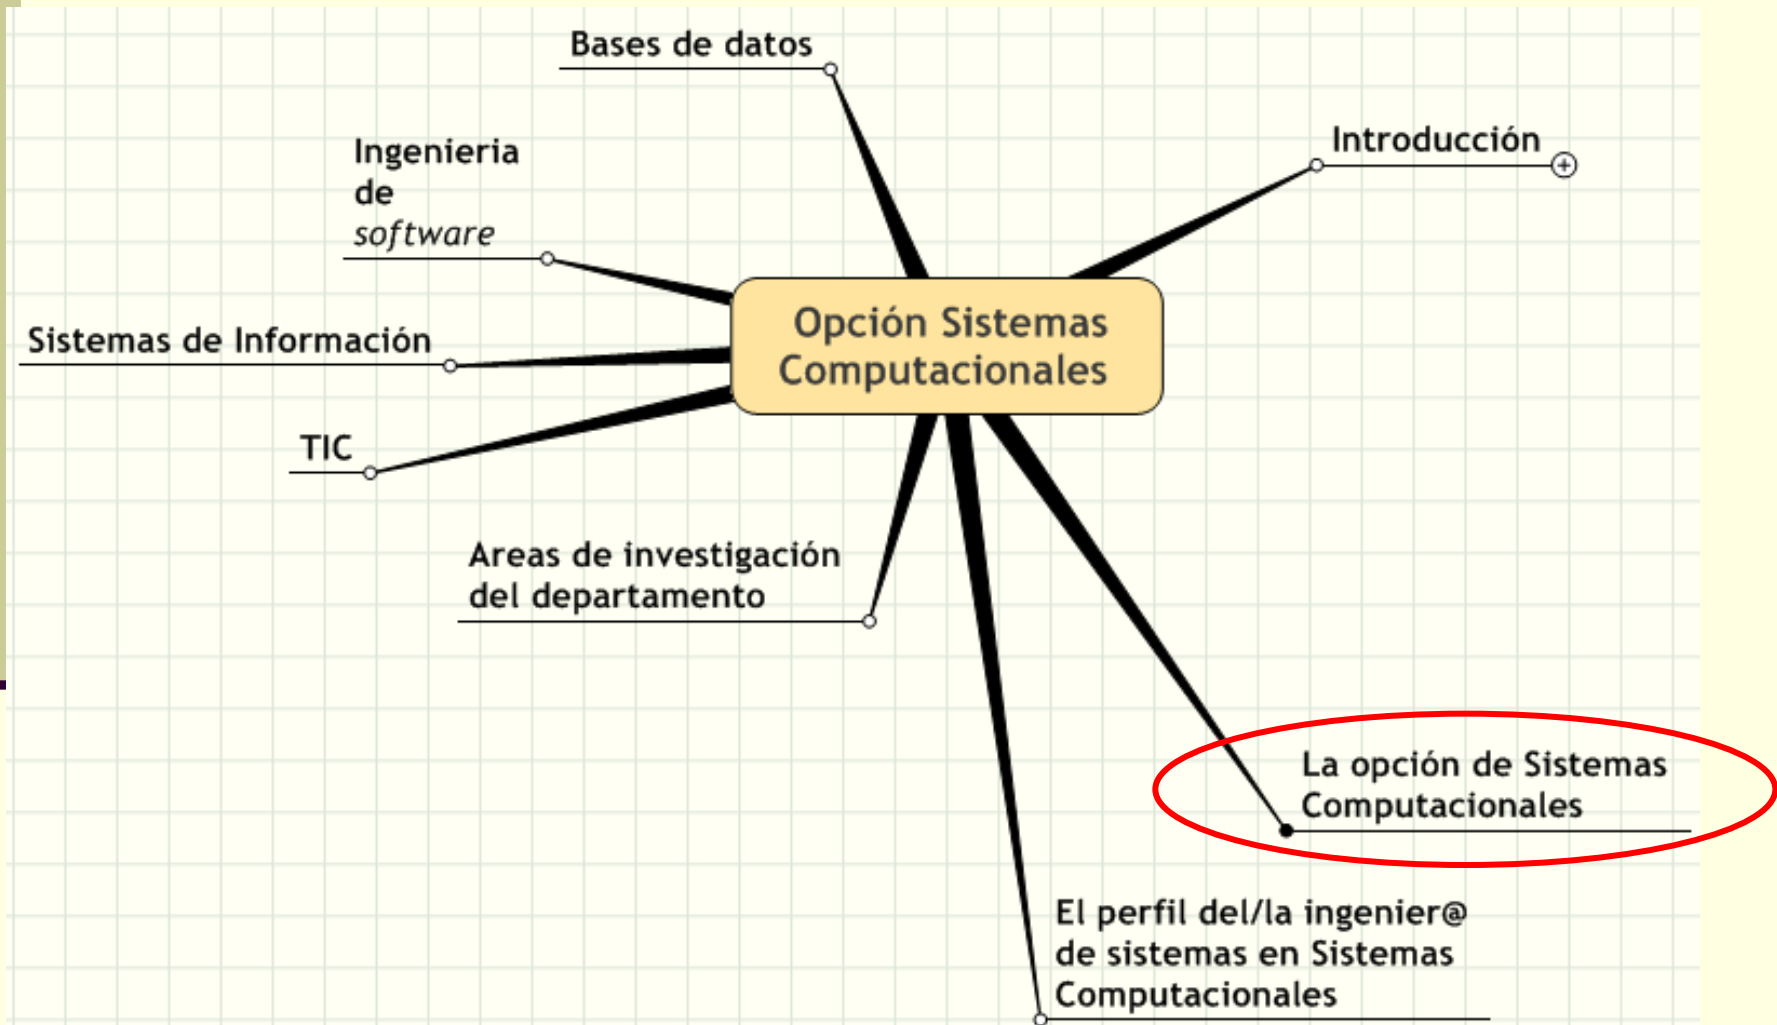 Bases de datos
Introducción
Ingenieria
de
software
Opción Sistemas
Computacionales
Sistemas de Información
TIC
Areas de investigación
del departamento
La opción de Sistemas
Computacionales
El perfil del/la ingenier@
de sistemas en Sistemas
Computacionales